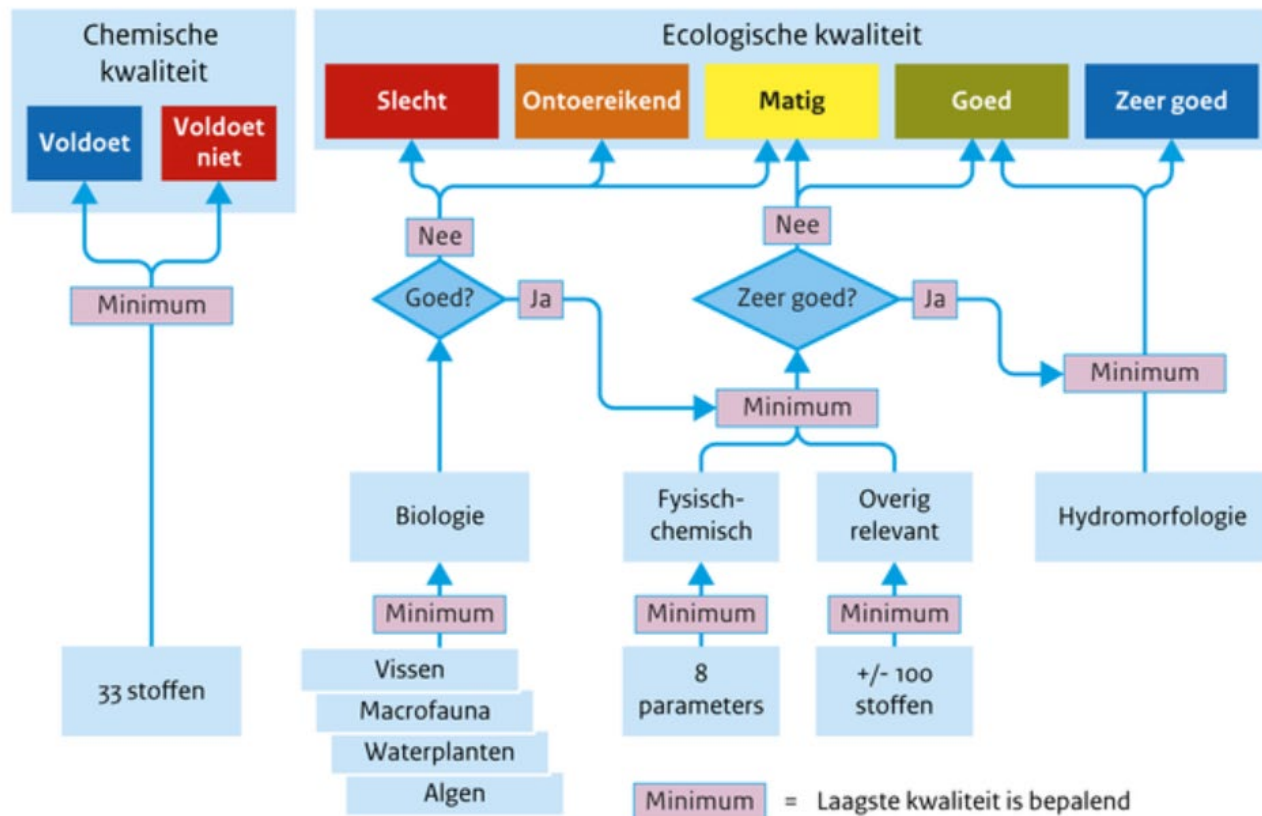 Chemische
kwaliteit
Voldoet
Voldoet
niet
Minimum
33 stoffen
Ecologische kwaliteit
Slecht
Ontoereikend
Matig
Goed
Zeer goed
Nee
Nee
Goed?
Ja
Zeer goed?
Ja
Minimum
Minimum
Biologie
Fysisch-
chemisch
Overig
relevant
Hydromorfologie
Minimum
Minimum
Minimum
Vissen
Macrofauna
Waterplanten
Algen
8
parameters
+/- 100
stoffen
Minimum = Laagste kwaliteit is bepalend